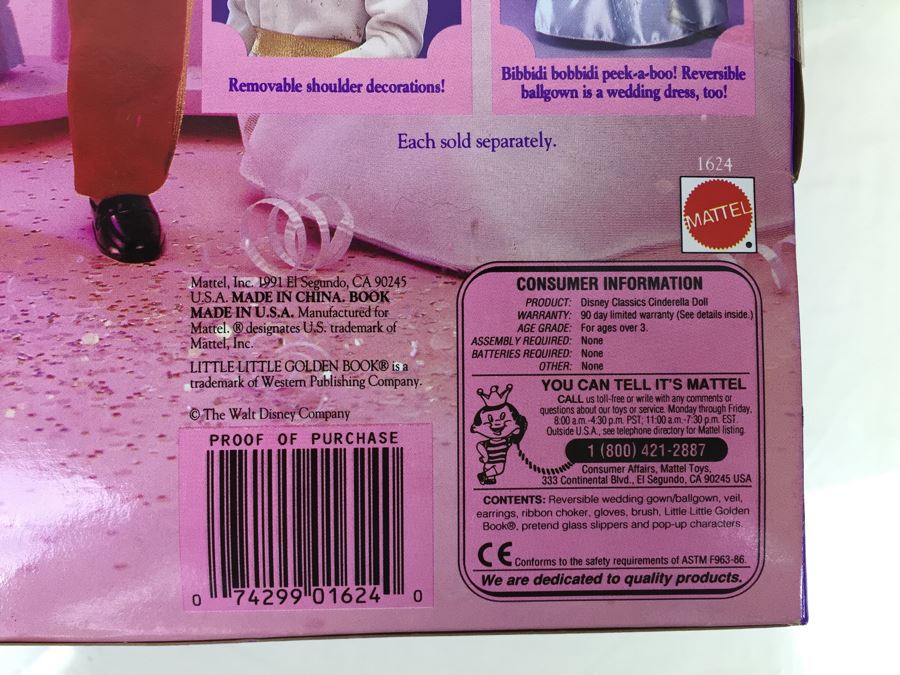 Removable shoulder decorations!
Bibbidi bobbidi peek-a-boo! Reversible
ballgown is a wedding dress, too!
Each sold separately.
1624
MATTEL
Mattel, Inc. 1991 El Segundo, CA 90245
U.S.A. MADE IN CHINA. BOOK
MADE IN U.S.A. Manufactured for
Mattel. ® designates U.S. trademark of
Mattel, Inc.
LITTLE LITTLE GOLDEN BOOK® is a
trademark of Western Publishing Company.
© The Walt Disney Company
PROOF OF PURCHASE
0 74299 01624 0
CONSUMER INFORMATION
PRODUCT: Disney Classics Cinderella Doll
WARRANTY: 90 day limited warranty (See details inside.)
AGE GRADE: For ages over 3.
ASSEMBLY REQUIRED: None
BATTERIES REQUIRED: None
OTHER: None
YOU CAN TELL IT'S MATTEL
CALL us toll-free or write with any comments or
questions about our toys or service. Monday through Friday,
8:00 a.m.-4:30 p.m. PST; 11:00 a.m.-7:30 p.m. EST.
Outside U.S.A., see telephone directory for Mattel listing.
1 (800) 421-2887
Consumer Affairs, Mattel Toys,
333 Continental Blvd., El Segundo, CA 90245 USA
CONTENTS: Reversible wedding gown/ballgown, veil,
earrings, ribbon choker, gloves, brush, Little Little Golden
Book®, pretend glass slippers and pop-up characters.
CE Conforms to the safety requirements of ASTM F963-86.
We are dedicated to quality products.